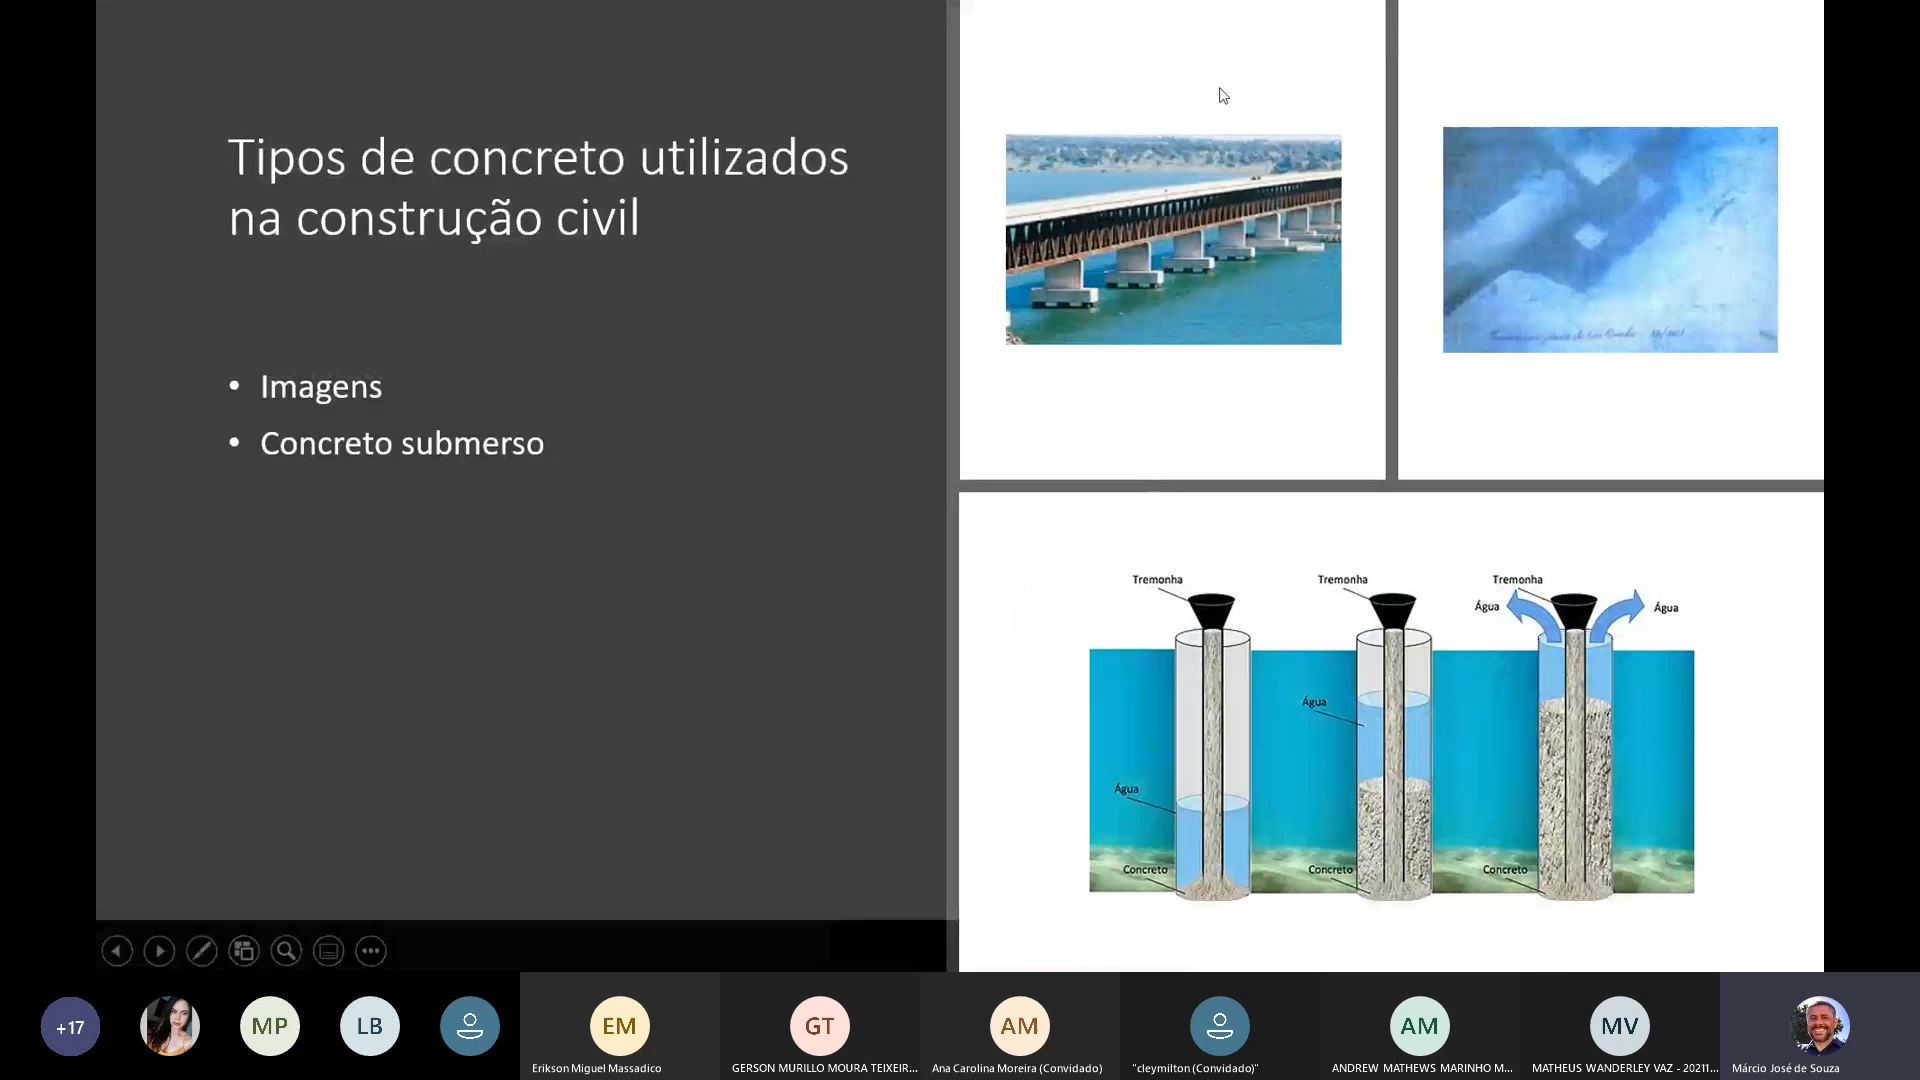 Tipos de concreto utilizados
na construção civil
• Imagens
• Concreto submerso
Tremonha
Tremonha
Tremonha
Água
Água
Água
Água
Concreto
Concreto
Concreto
+17
MP
LB
EM
GT
AM
AM
MV
Erikson Miguel Massadico
GERSON MURILLO MOURA TEIXEIR...
Ana Carolina Moreira (Convidado)
"cleymilton (Convidado)"
ANDREW MATHEWS MARINHO M...
MATHEUS WANDERLEY VAZ - 20211...
Márcio José de Souza